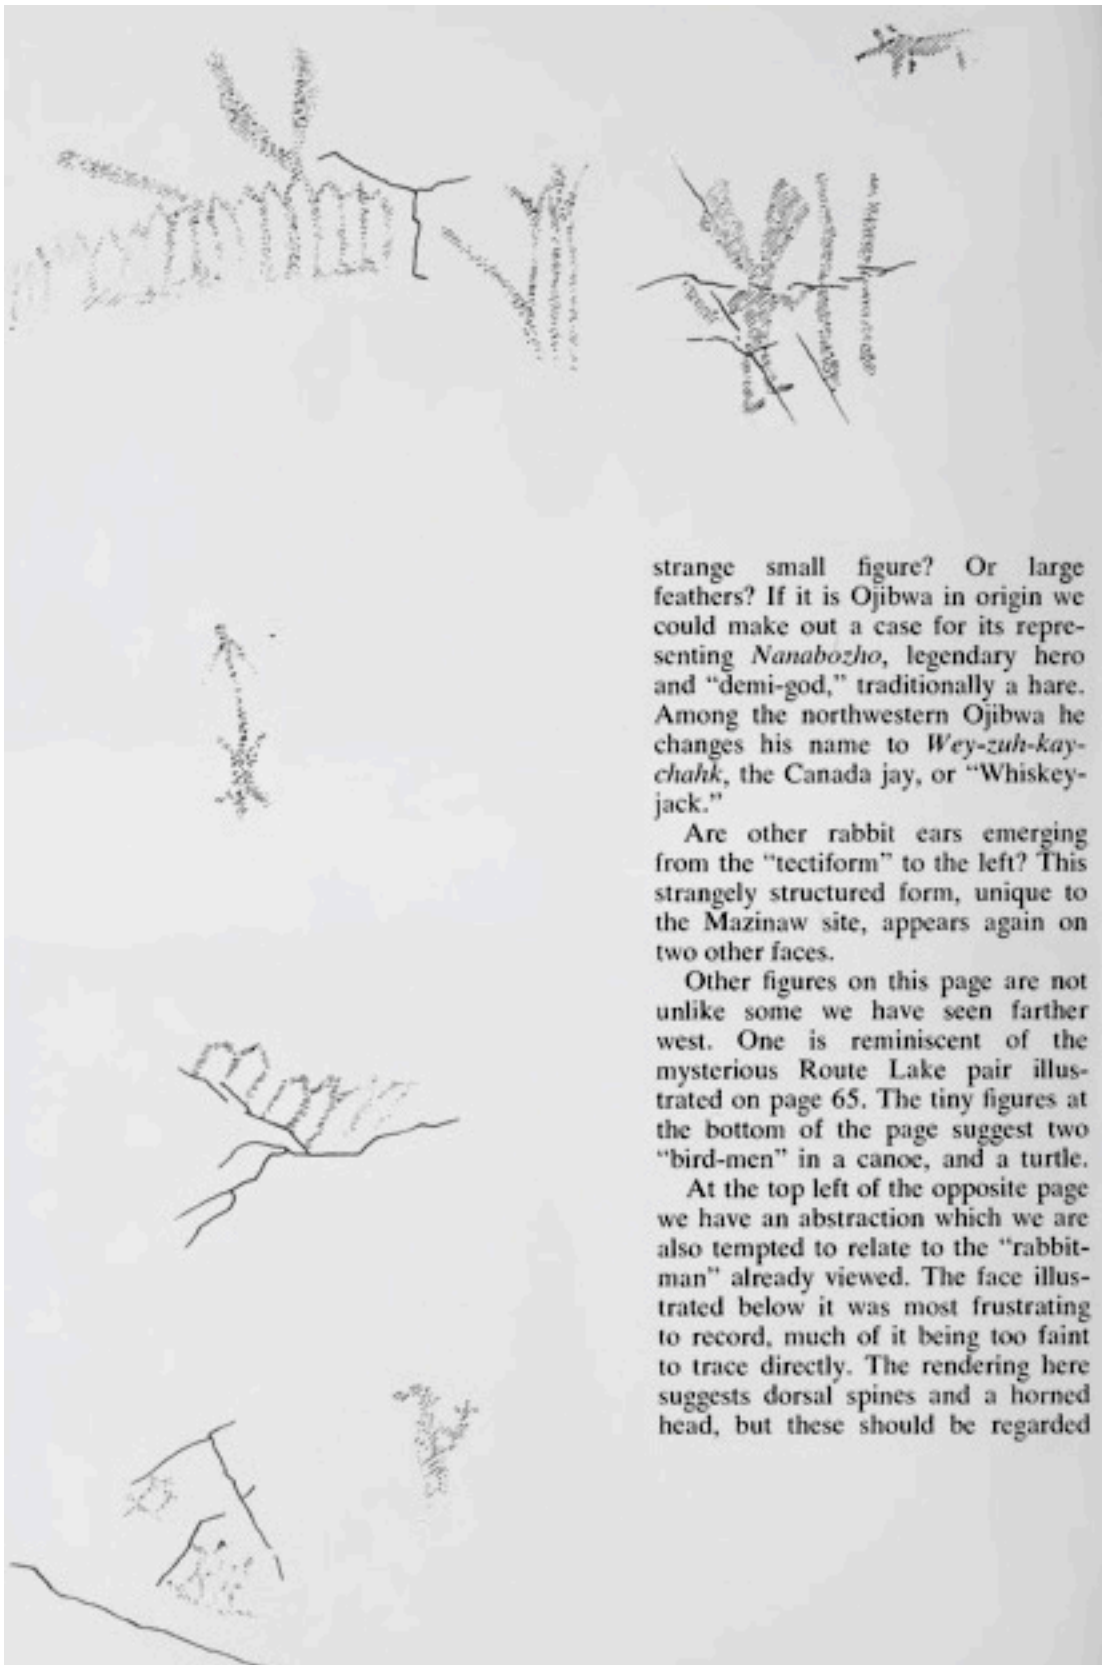 strange small figure? Or large
feathers? If it is Ojibwa in origin we
could make out a case for its repre-
senting Nanabozho, legendary hero
and "demi-god," traditionally a hare.
Among the northwestern Ojibwa he
changes his name to Wey-zuh-kay-
chahk, the Canada jay, or "Whiskey-
jack."
Are other rabbit ears emerging
from the "tectiform" to the left? This
strangely structured form, unique to
the Mazinaw site, appears again on
two other faces.
Other figures on this page are not
unlike some we have seen farther
west. One is reminiscent of the
mysterious Route Lake pair illus-
trated on page 65. The tiny figures at
the bottom of the page suggest two
"bird-men" in a canoe, and a turtle.
At the top left of the opposite page
we have an abstraction which we are
also tempted to relate to the "rabbit-
man" already viewed. The face illus-
trated below it was most frustrating
to record, much of it being too faint
to trace directly. The rendering here
suggests dorsal spines and a horned
head, but these should be regarded